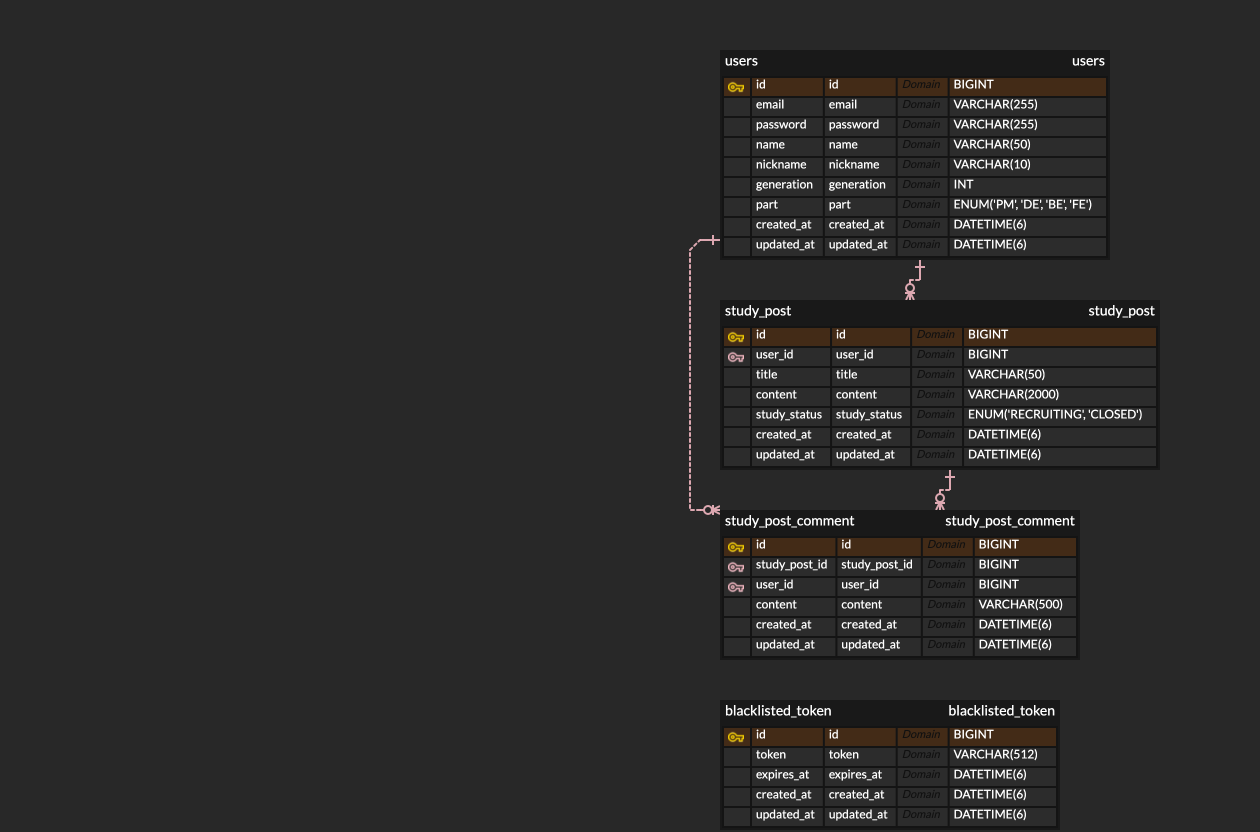 users users
id id Domain BIGINT
email email Domain VARCHAR(255)
password password Domain VARCHAR(255)
name name Domain VARCHAR(50)
nickname nickname Domain VARCHAR(10)
generation generation Domain INT
part part Domain ENUM('PM', 'DE', 'BE', 'FE')
created_at created_at Domain DATETIME(6)
updated_at updated_at Domain DATETIME(6)
study_post study_post
id id Domain BIGINT
user_id user_id Domain BIGINT
title title Domain VARCHAR(50)
content content Domain VARCHAR(2000)
study_status study_status Domain ENUM('RECRUITING', 'CLOSED')
created_at created_at Domain DATETIME(6)
updated_at updated_at Domain DATETIME(6)
study_post_comment study_post_comment
id id Domain BIGINT
study_post_id study_post_id Domain BIGINT
user_id user_id Domain BIGINT
content content Domain VARCHAR(500)
created_at created_at Domain DATETIME(6)
updated_at updated_at Domain DATETIME(6)
blacklisted_token blacklisted_token
id id Domain BIGINT
token token Domain VARCHAR(512)
expires_at expires_at Domain DATETIME(6)
created_at created_at Domain DATETIME(6)
updated_at updated_at Domain DATETIME(6)